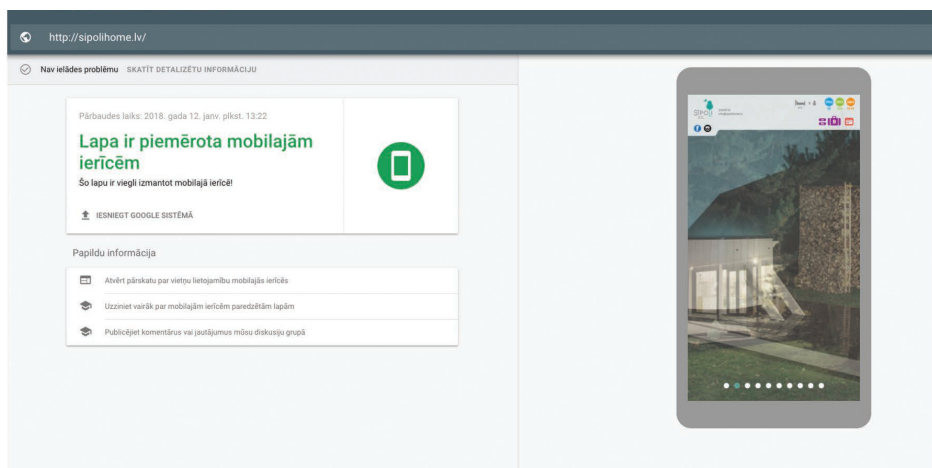 http://sipolihome.lv/
Nav ielādes problēmu SKATĪT DETALIZĒTU INFORMĀCIJU
Pārbaudes laiks: 2018. gada 12. janv. plkst. 13:22
Lapa ir piemērota mobilajām
ierīcēm
Šo lapu ir viegli izmantot mobilajā ierīcē!
IESNIEGT GOOGLE SISTĒMĀ
Papildu informācija
Atvērt pārskatu par vietņu lietojamību mobilajās ierīcēs
Uzziniet vairāk par mobilajām ierīcēm paredzētām lapām
Publicējiet komentārus vai jautājumus mūsu diskusiju grupā